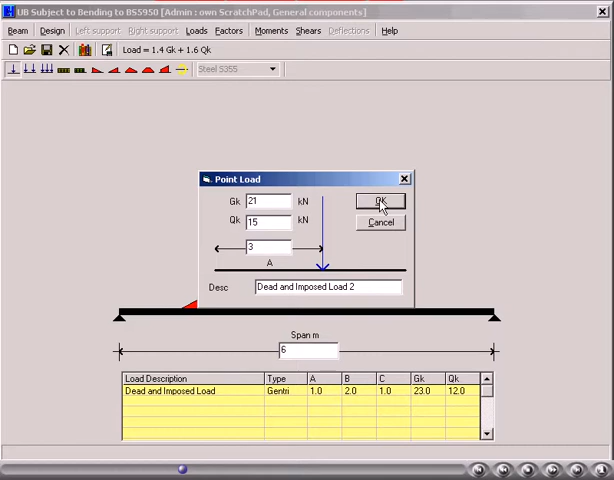 UB Subject to Bending to BS5950 [Admin : own ScratchPad, General components]
Beam Design Left support Right support Loads Factors Moments Shears Deflections Help
Load = 1.4 Gk + 1.6 Qk
Steel S355
Point Load
Gk 21 kN OK
Qk 15 kN Cancel
3
A
Desc Dead and Imposed Load 2
Span m
6
Load Description Type A B C Gk Qk
Dead and Imposed Load Gentri 1.0 2.0 1.0 23.0 12.0